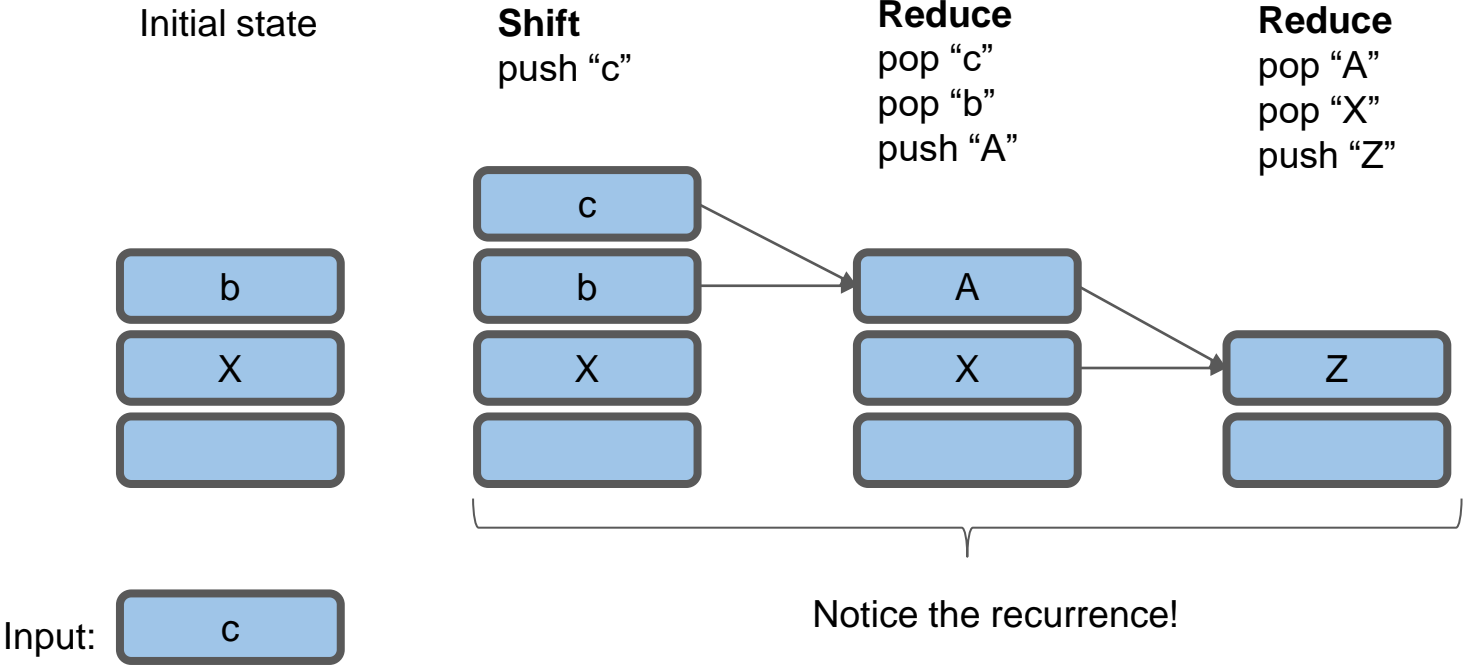 Initial state
Shift
push “c”
Reduce
pop “c”
pop “b”
push “A”
Reduce
pop “A”
pop “X”
push “Z”
c
b
b
A
X
X
X
Z
Notice the recurrence!
Input:
c